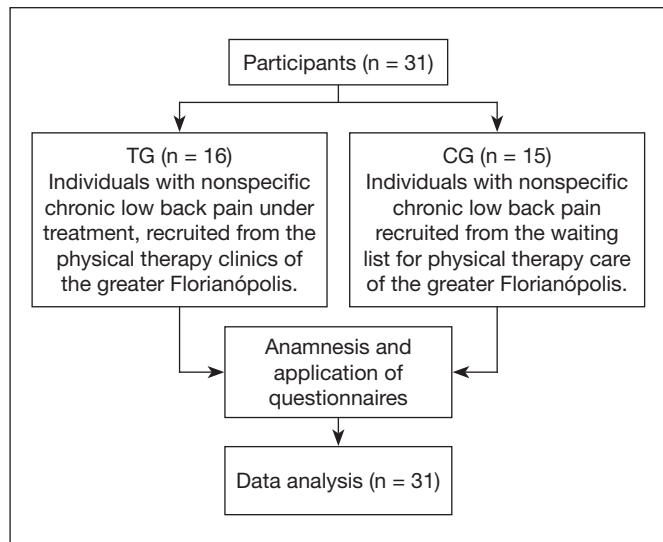 Participants (n = 31)
TG (n = 16)
Individuals with nonspecific
chronic low back pain under
treatment, recruited from the
physical therapy clinics of
the greater Florianópolis.
CG (n = 15)
Individuals with nonspecific
chronic low back pain
recruited from the waiting
list for physical therapy care
of the greater Florianópolis.
Anamnesis and
application of
questionnaires
Data analysis (n = 31)